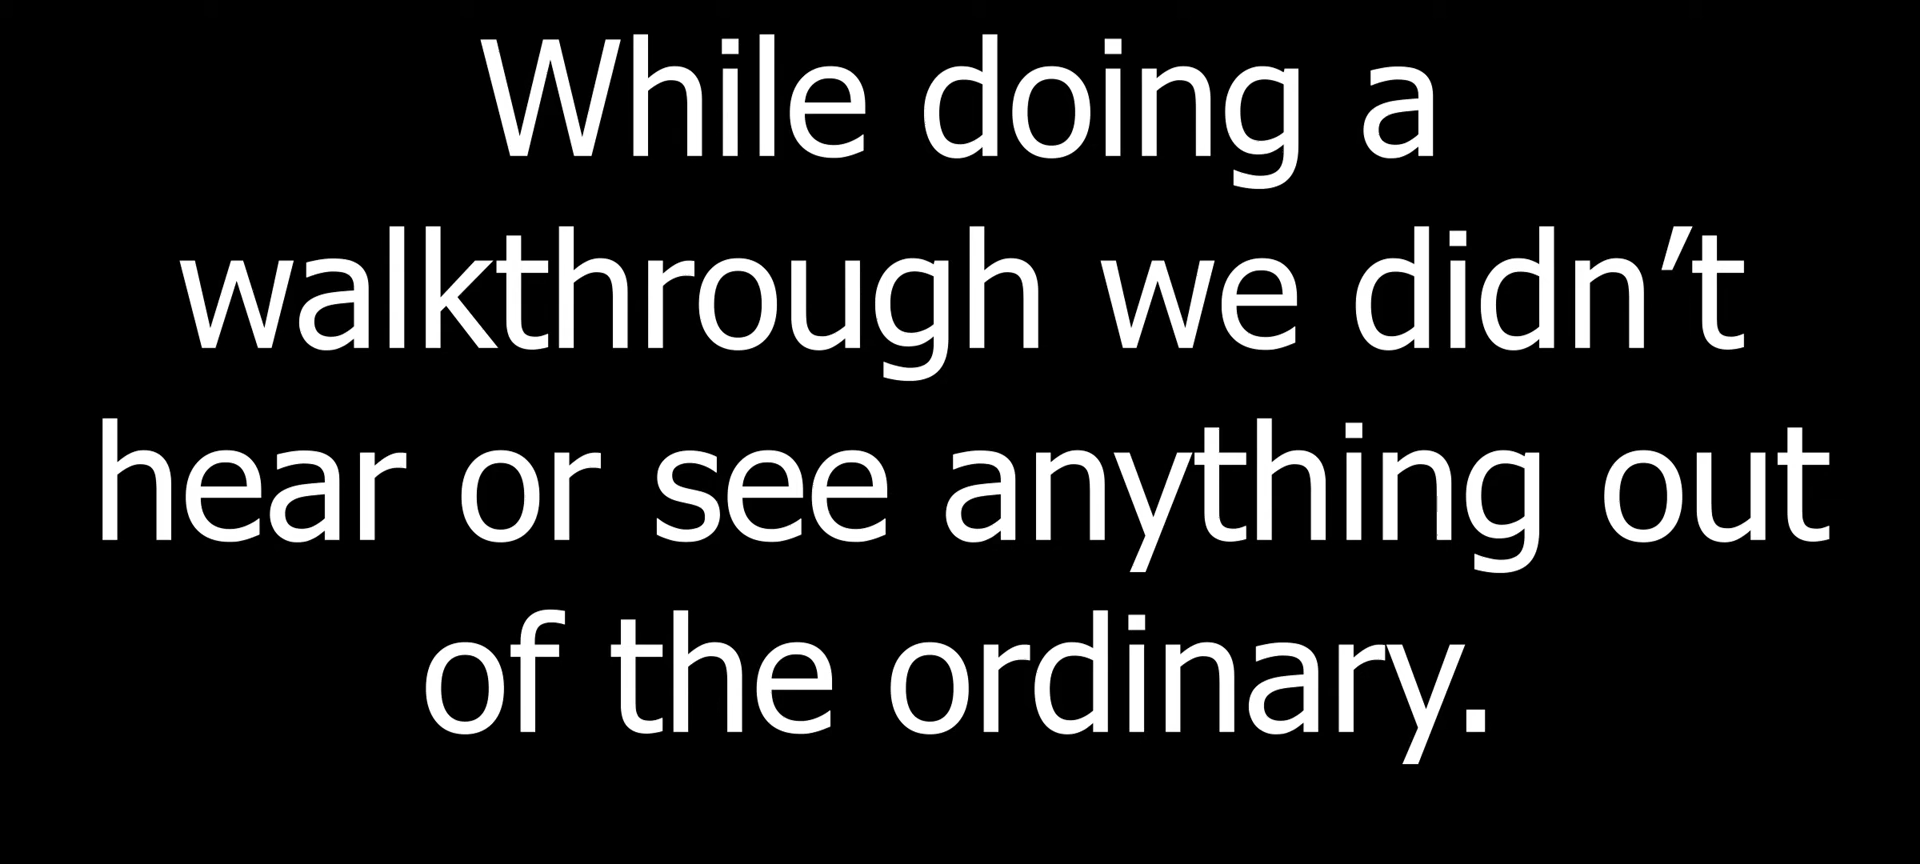 While doing a
walkthrough we didn’t
hear or see anything out
of the ordinary.